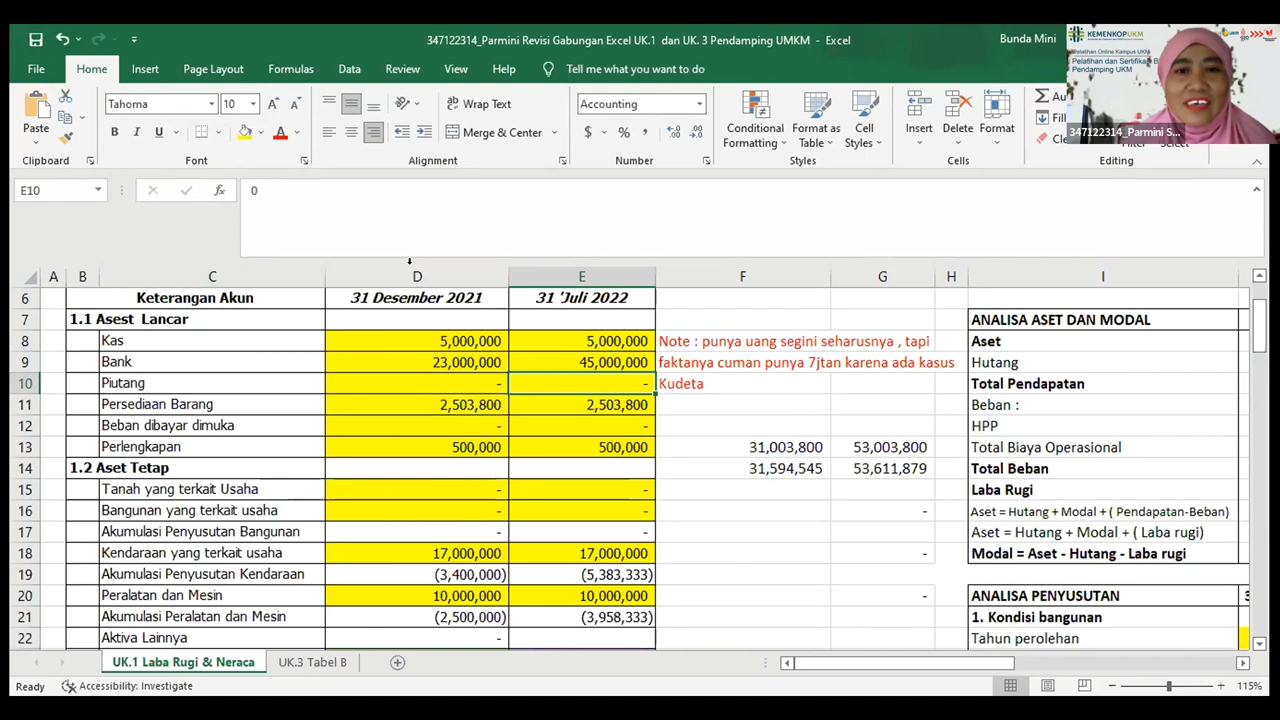 347122314_Parmini Revisi Gabungan Excel UK.1 dan UK. 3 Pendamping UMKM - Excel
Bunda Mini
KEMENKOPUKM
Pelatihan Online Kampus UKM
Pelatihan dan Sertifikasi
Pendamping UKM
347122314_Parmini S...
File Home Insert Page Layout Formulas Data Review View Help Tell me what you want to do
Paste
Tahoma 10
B I U
Wrap Text
Merge & Center
Accounting
$ % ,
Conditional Formatting
Format as Table
Cell Styles
Insert Delete Format
Clipboard Font Alignment Number Styles Cells Editing
E10 fx 0
A B C D E F G H I
6 Keterangan Akun 31 Desember 2021 31 'Juli 2022
7 1.1 Asest Lancar ANALISA ASET DAN MODAL
8 Kas 5,000,000 5,000,000 Note : punya uang segini seharusnya , tapi Aset
9 Bank 23,000,000 45,000,000 faktanya cuman punya 7jtan karena ada kasus Hutang
10 Piutang - - Kudeta Total Pendapatan
11 Persediaan Barang 2,503,800 2,503,800 Beban :
12 Beban dibayar dimuka - - HPP
13 Perlengkapan 500,000 500,000 31,003,800 53,003,800 Total Biaya Operasional
14 1.2 Aset Tetap 31,594,545 53,611,879 Total Beban
15 Tanah yang terkait Usaha - - Laba Rugi
16 Bangunan yang terkait usaha - - - Aset = Hutang + Modal + ( Pendapatan-Beban)
17 Akumulasi Penyusutan Bangunan - - Aset = Hutang + Modal + ( Laba rugi)
18 Kendaraan yang terkait usaha 17,000,000 17,000,000 - Modal = Aset - Hutang - Laba rugi
19 Akumulasi Penyusutan Kendaraan (3,400,000) (5,383,333)
20 Peralatan dan Mesin 10,000,000 10,000,000 - ANALISA PENYUSUTAN
21 Akumulasi Peralatan dan Mesin (2,500,000) (3,958,333) 1. Kondisi bangunan
22 Aktiva Lainnya - Tahun perolehan
UK.1 Laba Rugi & Neraca UK.3 Tabel B
Ready Accessibility: Investigate 115%